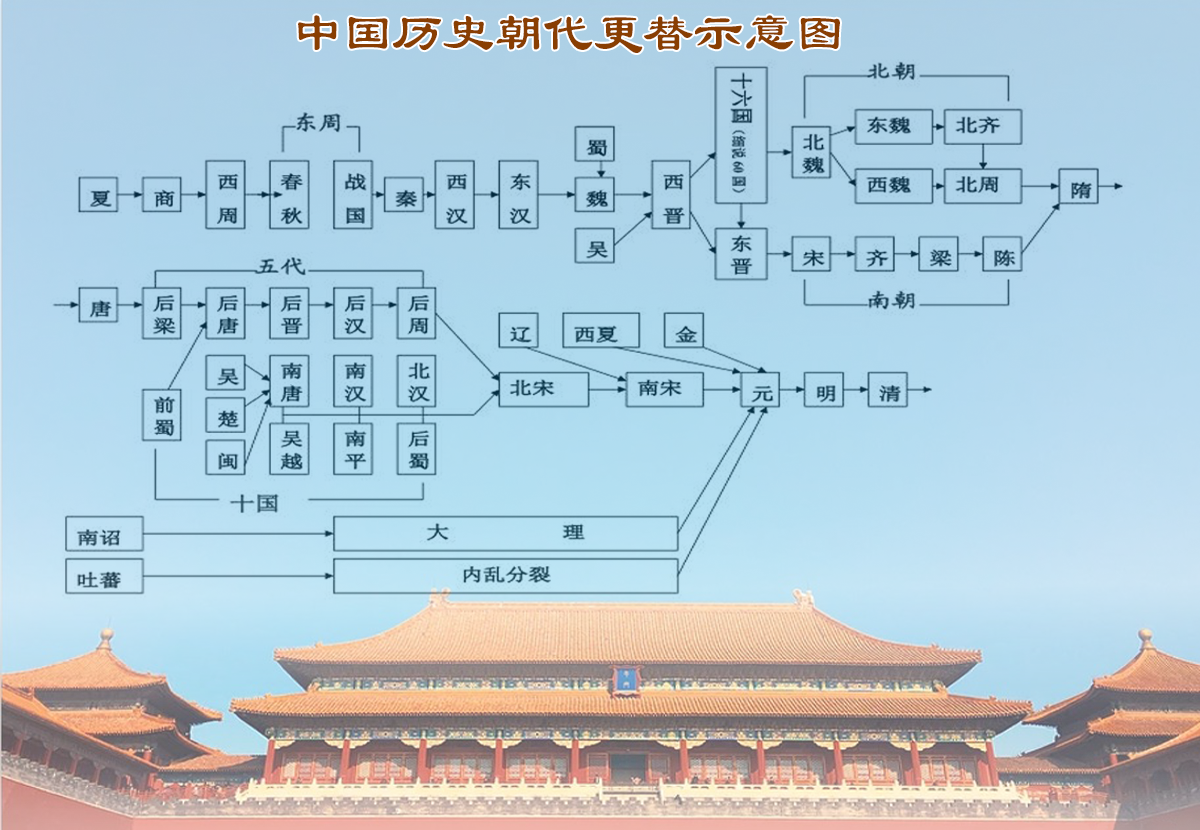 中国历史朝代更替示意图
北朝
东周
十六国（细说60国）
夏
商
西周
春秋
战国
秦
西汉
东汉
蜀
魏
吴
西晋
东晋
北魏
东魏
北齐
西魏
北周
隋
宋
齐
梁
陈
南朝
五代
唐
后梁
后唐
后晋
后汉
后周
辽
西夏
金
前蜀
吴
楚
闽
南唐
南汉
北汉
吴越
南平
后蜀
北宋
南宋
元
明
清
十国
南诏
大理
吐蕃
内乱分裂